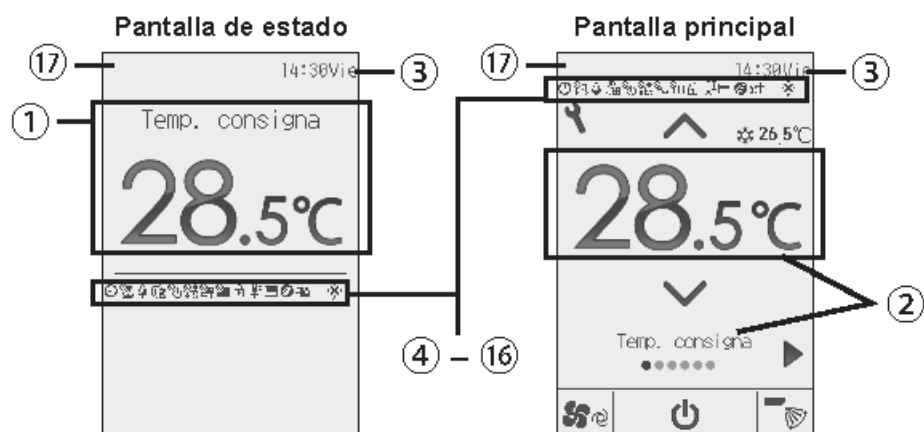 Pantalla de estado
Pantalla principal
⑰
14:30Vie
③
①
Temp. consigna
28.5°C
④ – ⑯
⑰
14:30Vie
③
26.5°C
28.5°C
②
Temp. consigna